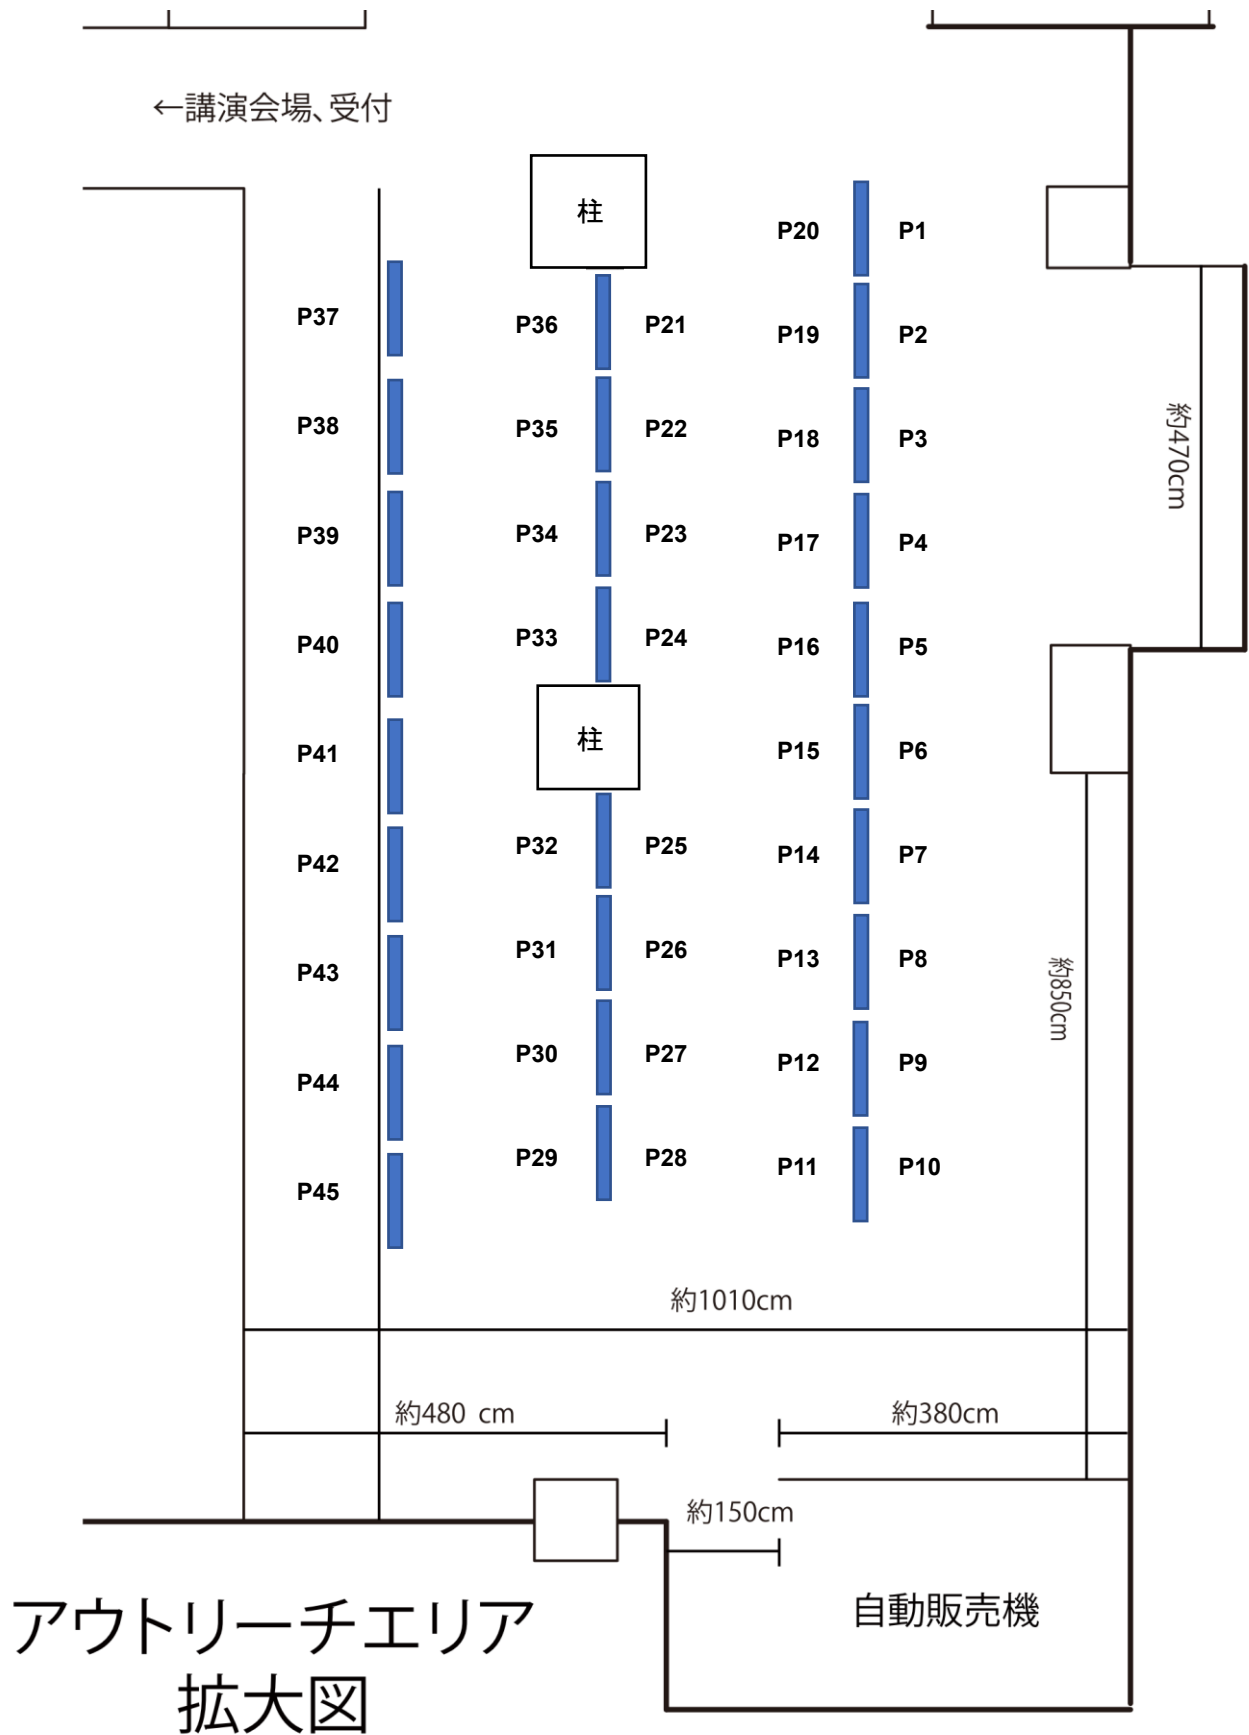 ←講演会場、受付
柱
P20 P1
P37 P36 P21 P19 P2
P38 P35 P22 P18 P3
約470cm
P39 P34 P23 P17 P4
P40 P33 P24 P16 P5
P41 柱 P15 P6
P42 P32 P25 P14 P7
P43 P31 P26 P13 P8
約850cm
P44 P30 P27 P12 P9
P45 P29 P28 P11 P10
約1010cm
約480 cm 約380cm
約150cm
自動販売機
アウトリーチエリア
拡大図